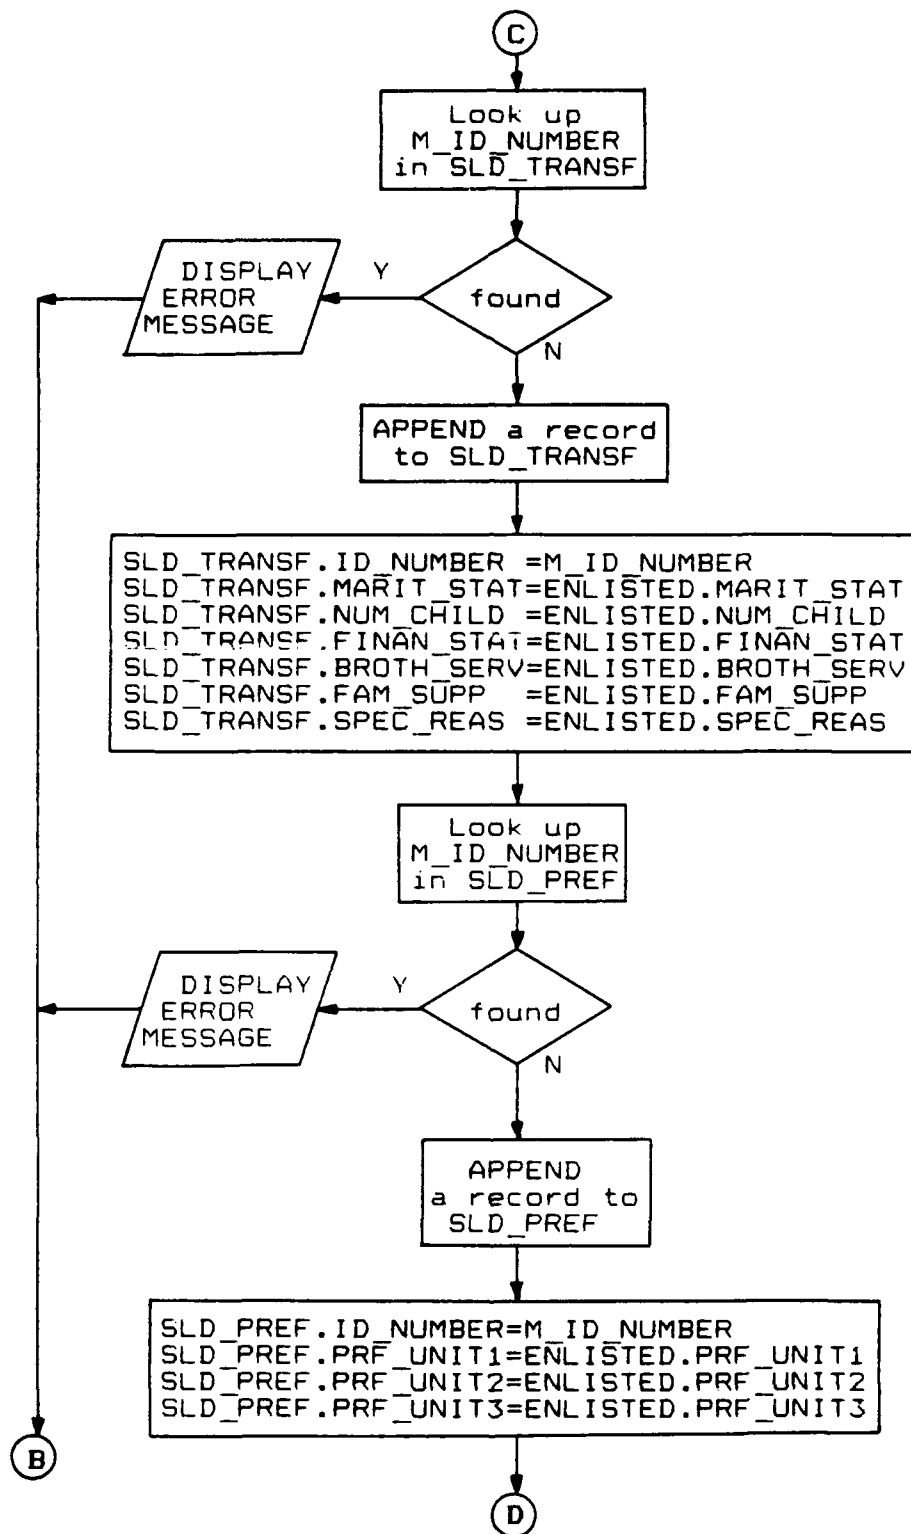 C
Look up
M_ID_NUMBER
in SLD_TRANSF
DISPLAY
ERROR
MESSAGE
Y
found
N
APPEND a record
to SLD_TRANSF
SLD_TRANSF.ID_NUMBER =M_ID_NUMBER
SLD_TRANSF.MARIT_STAT=ENLISTED.MARIT_STAT
SLD_TRANSF.NUM_CHILD =ENLISTED.NUM_CHILD
SLD_TRANSF.FINAN_STAT=ENLISTED.FINAN_STAT
SLD_TRANSF.BROTH_SERV=ENLISTED.BROTH_SERV
SLD_TRANSF.FAM_SUPP =ENLISTED.FAM_SUPP
SLD_TRANSF.SPEC_REAS =ENLISTED.SPEC_REAS
Look up
M_ID_NUMBER
in SLD_PREF
DISPLAY
ERROR
MESSAGE
Y
found
N
APPEND
a record to
SLD_PREF
SLD_PREF.ID_NUMBER=M_ID_NUMBER
SLD_PREF.PRF_UNIT1=ENLISTED.PRF_UNIT1
SLD_PREF.PRF_UNIT2=ENLISTED.PRF_UNIT2
SLD_PREF.PRF_UNIT3=ENLISTED.PRF_UNIT3
B
D